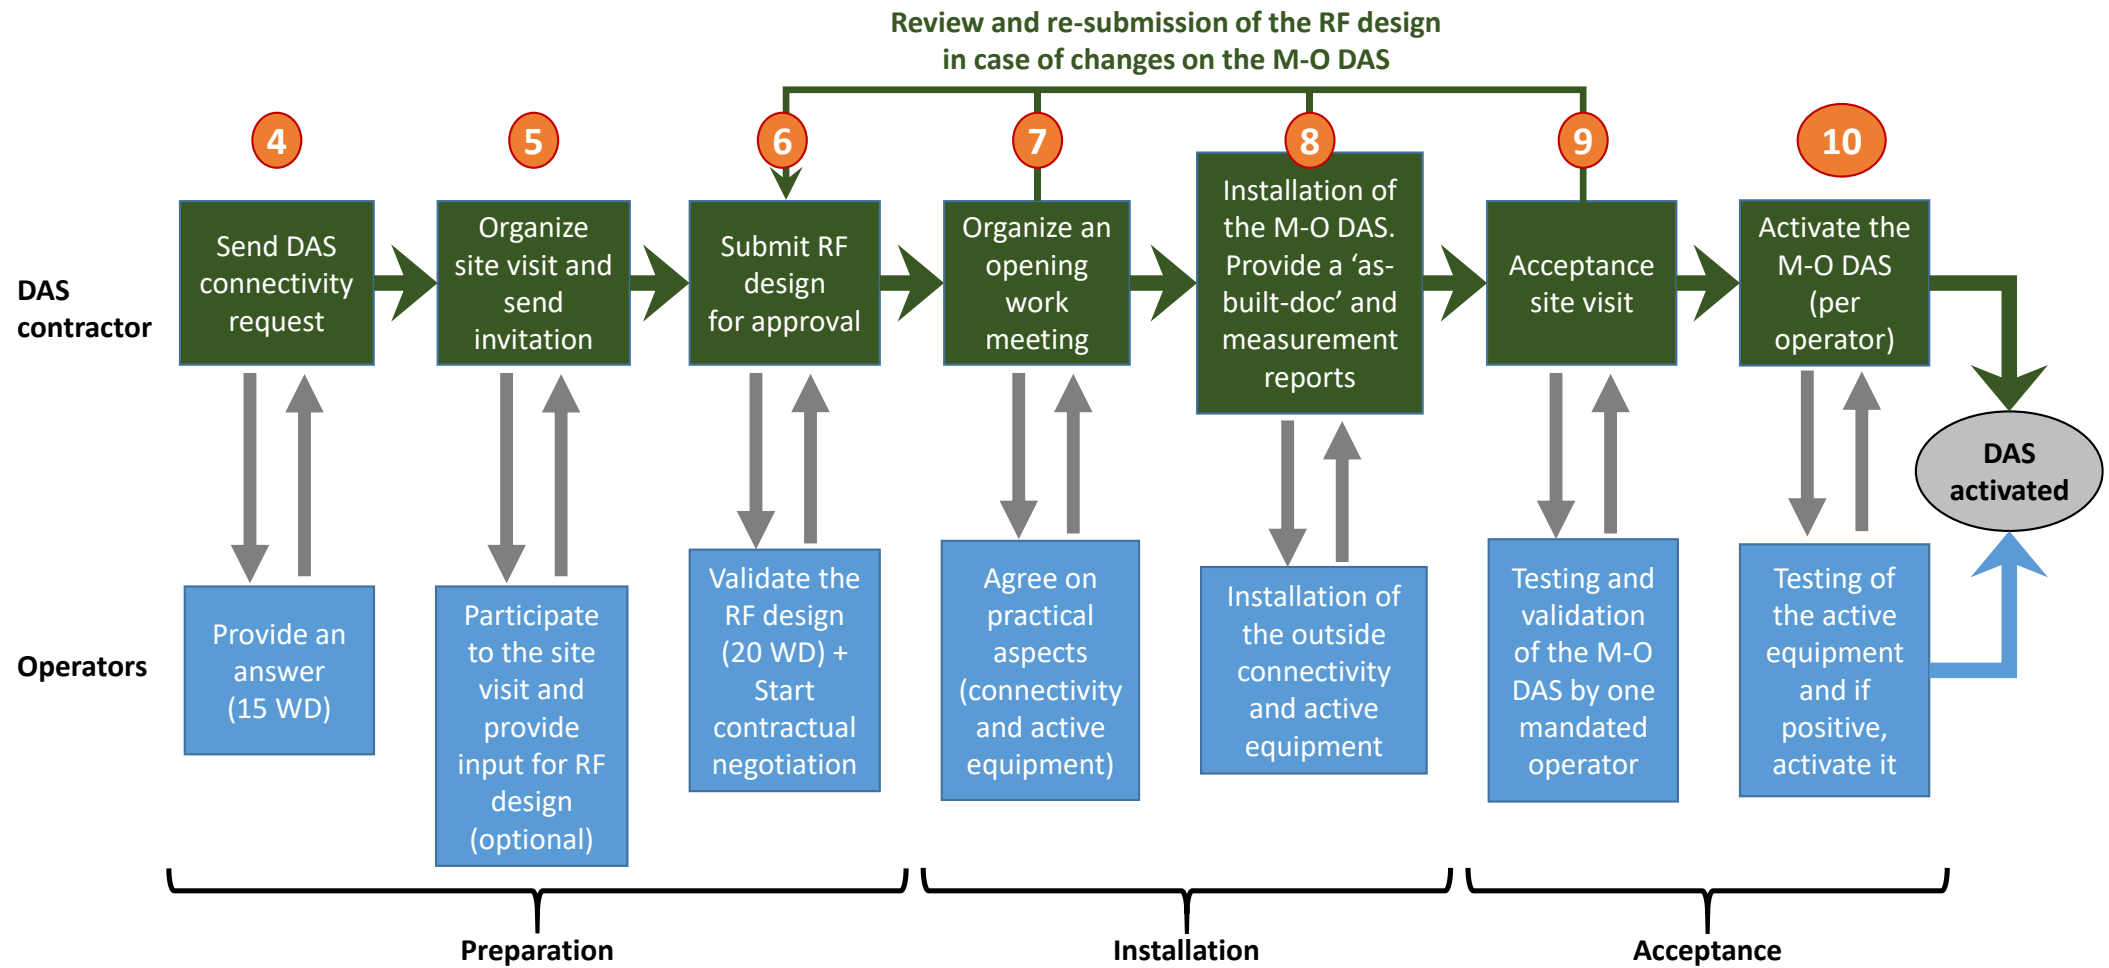 Review and re-submission of the RF design
in case of changes on the M-O DAS
4
5
6
7
8
9
10
DAS
contractor
Send DAS
connectivity
request
Organize
site visit and
send
invitation
Submit RF
design
for approval
Organize an
opening
work
meeting
Installation of
the M-O DAS.
Provide a ‘as-
built-doc’ and
measurement
reports
Acceptance
site visit
Activate the
M-O DAS
(per
operator)
DAS
activated
Operators
Provide an
answer
(15 WD)
Participate
to the site
visit and
provide
input for RF
design
(optional)
Validate the
RF design
(20 WD) +
Start
contractual
negotiation
Agree on
practical
aspects
(connectivity
and active
equipment)
Installation of
the outside
connectivity
and active
equipment
Testing and
validation
of the M-O
DAS by one
mandated
operator
Testing of
the active
equipment
and if
positive,
activate it
Preparation
Installation
Acceptance